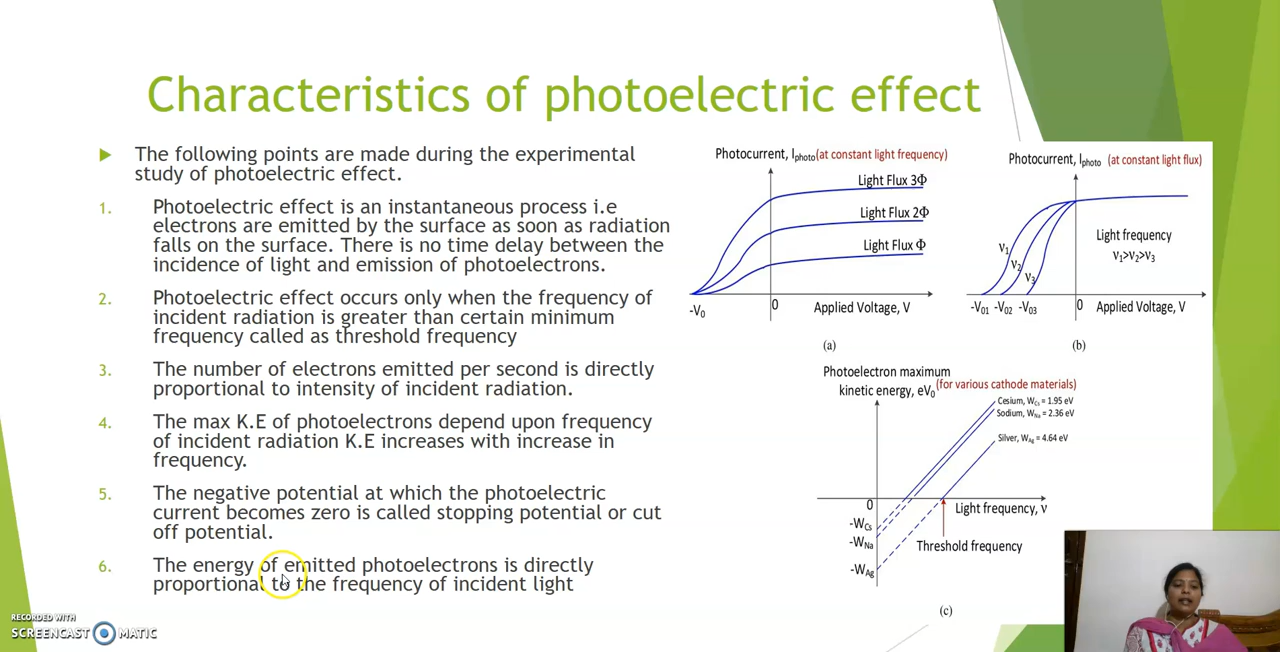 Characteristics of photoelectric effect
The following points are made during the experimental
study of photoelectric effect.
1. Photoelectric effect is an instantaneous process i.e
electrons are emitted by the surface as soon as radiation
falls on the surface. There is no time delay between the
incidence of light and emission of photoelectrons.
2. Photoelectric effect occurs only when the frequency of
incident radiation is greater than certain minimum
frequency called as threshold frequency
3. The number of electrons emitted per second is directly
proportional to intensity of incident radiation.
4. The max K.E of photoelectrons depend upon frequency
of incident radiation K.E increases with increase in
frequency.
5. The negative potential at which the photoelectric
current becomes zero is called stopping potential or cut
off potential.
6. The energy of emitted photoelectrons is directly
proportional to the frequency of incident light
Photocurrent, Iphoto (at constant light frequency)
Light Flux 3Φ
Light Flux 2Φ
Light Flux Φ
-V₀ 0 Applied Voltage, V
(a)
Photocurrent, Iphoto (at constant light flux)
Light frequency
ν₁>ν₂>ν₃
ν₁
ν₂
ν₃
-V₀₁ -V₀₂ -V₀₃ 0 Applied Voltage, V
(b)
Photoelectron maximum
kinetic energy, eV₀ (for various cathode materials)
Cesium, WCs = 1.95 eV
Sodium, WNa = 2.36 eV
Silver, WAg = 4.64 eV
0 Light frequency, ν
-WCs
-WNa
Threshold frequency
-WAg
(c)
RECORDED WITH
SCREENCAST MATIC